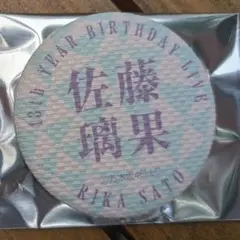 13th YEAR BIRTHDAY LIVE
佐藤
璃果
RIKA SATO